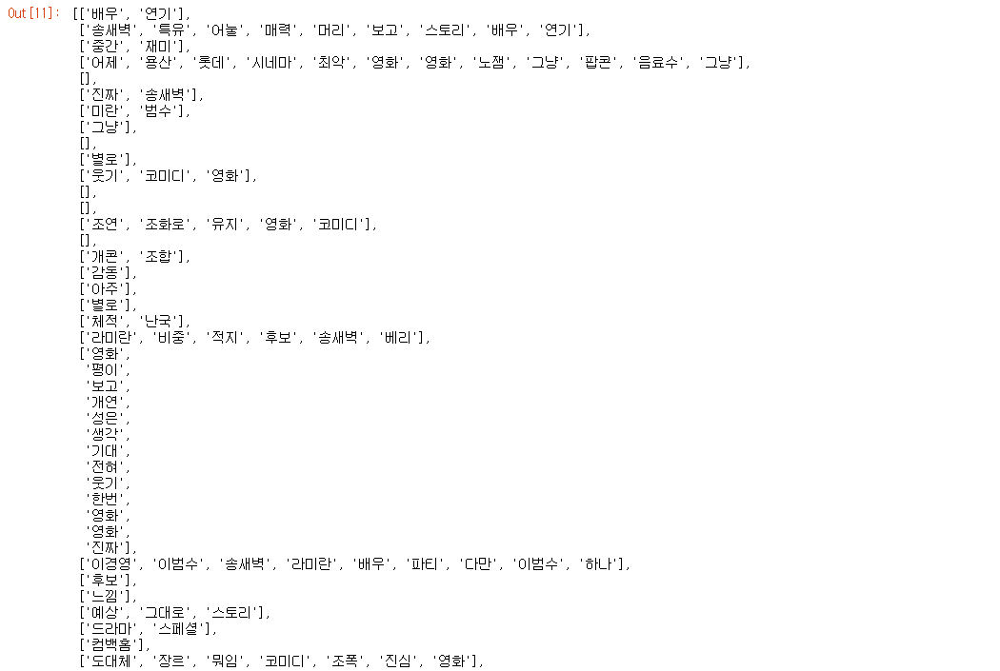 Out[11]: [['배우', '연기'],
['송새벽', '특유', '어눌', '매력', '머리', '보고', '스토리', '배우', '연기'],
['중간', '재미'],
['어제', '용산', '롯데', '시네마', '최악', '영화', '영화', '노잼', '그냥', '팝콘', '음료수', '그냥'],
[],
['진짜', '송새벽'],
['미란', '범수'],
['그냥'],
[],
['별로'],
['웃기', '코미디', '영화'],
[],
[],
['조연', '조화로', '유지', '영화', '코미디'],
[],
['개콘', '조합'],
['감동'],
['아주'],
['별로'],
['체적', '난국'],
['라미란', '비중', '적지', '후보', '송새벽', '베리'],
['영화',
'평이',
'보고',
'개연',
'성은',
'생각',
'기대',
'전혀',
'웃기',
'한번',
'영화',
'영화',
'진짜'],
['이경영', '이범수', '송새벽', '라미란', '배우', '파티', '다만', '이범수', '하나'],
['후보'],
['느낌'],
['예상', '그대로', '스토리'],
['드라마', '스페셜'],
['컴백홈'],
['도대체', '장르', '뭐임', '코미디', '조폭', '진심', '영화'],